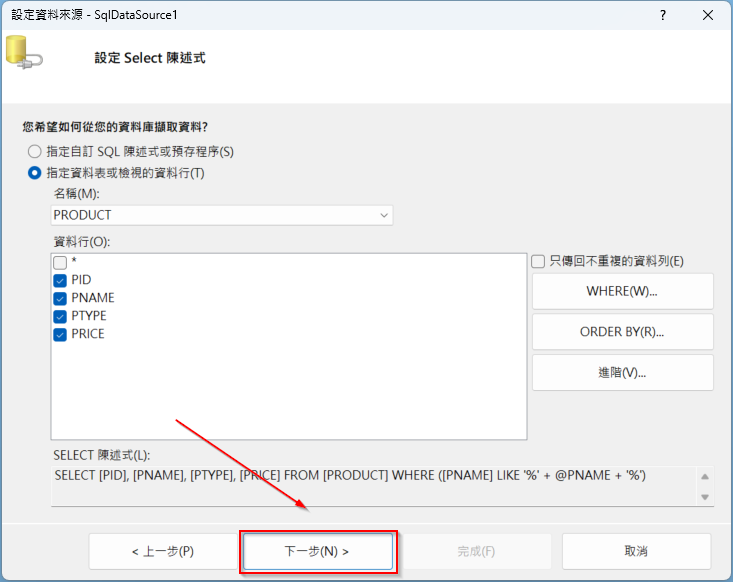 設定資料來源 - SqlDataSource1
?
設定 Select 陳述式
您希望如何從您的資料庫擷取資料?
指定自訂 SQL 陳述式或預存程序(S)
指定資料表或檢視的資料行(T)
名稱(M):
PRODUCT
資料行(O):
*
PID
PNAME
PTYPE
PRICE
只傳回不重複的資料列(E)
WHERE(W)...
ORDER BY(R)...
進階(V)...
SELECT 陳述式(L):
SELECT [PID], [PNAME], [PTYPE], [PRICE] FROM [PRODUCT] WHERE ([PNAME] LIKE '%' + @PNAME + '%')
< 上一步(P)
下一步(N) >
完成(F)
取消